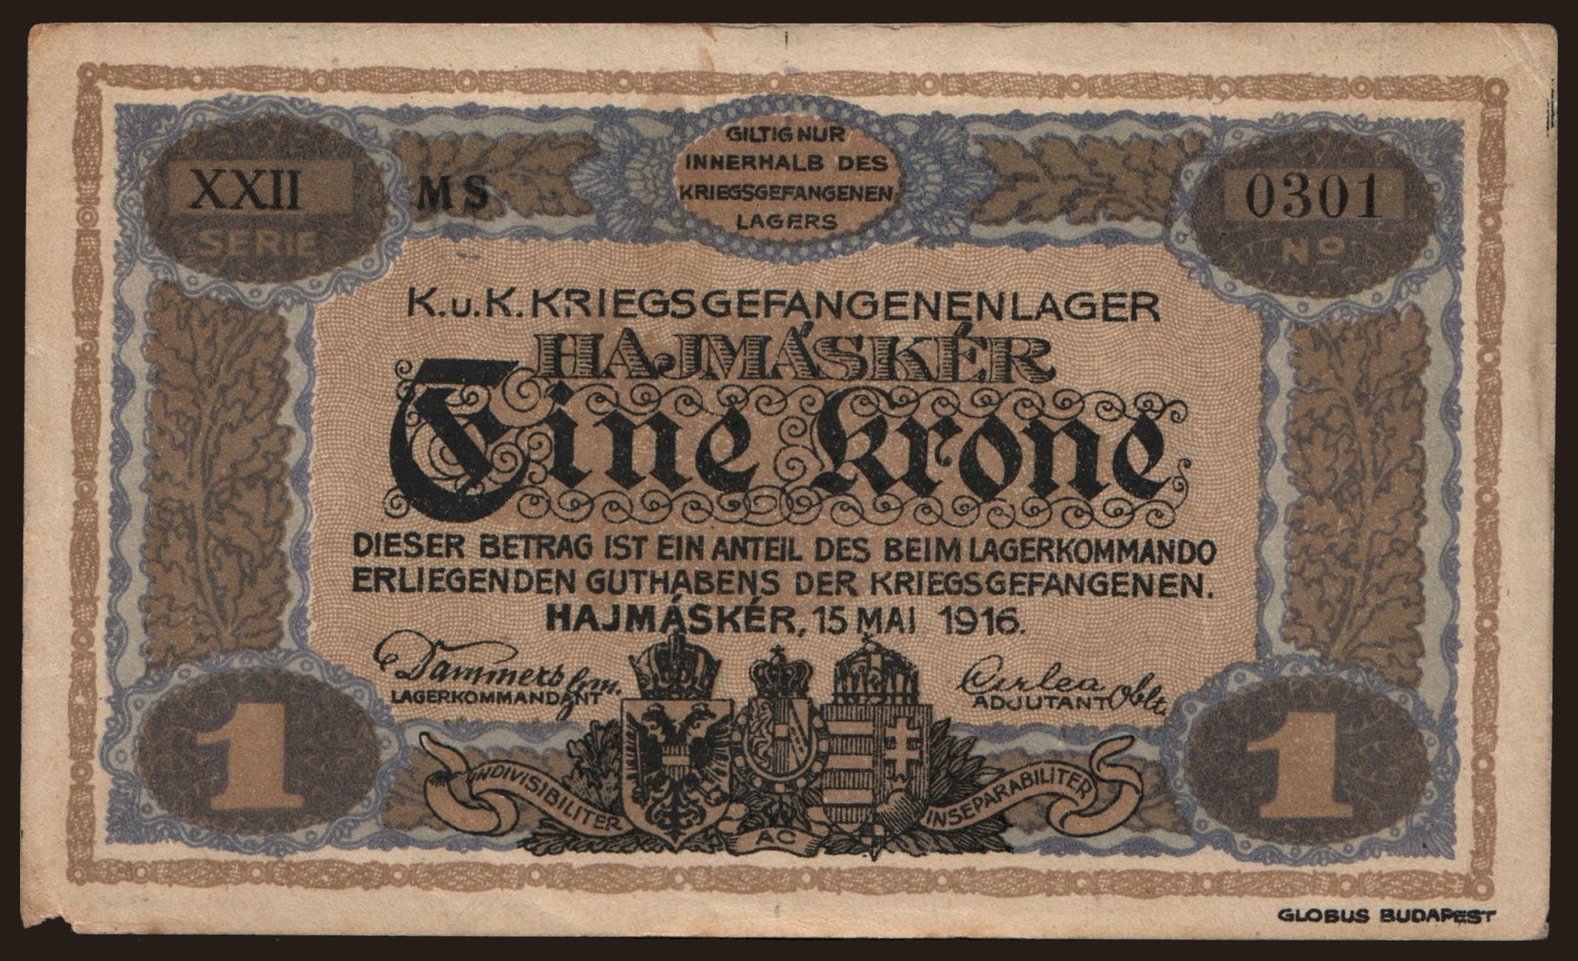 GILTIG NUR
INNERHALB DES
KRIEGSGEFANGENEN
LAGERS
XXII
SERIE
MS
0301
No
K.u.K. KRIEGSGEFANGENENLAGER
HAJMÁSKÉR
Eine Krone
DIESER BETRAG IST EIN ANTEIL DES BEIM LAGERKOMMANDO
ERLIEGENDEN GUTHABENS DER KRIEGSGEFANGENEN.
HAJMÁSKÉR, 15 MAI 1916.
LAGERKOMMANDANT
Oblt.
ADJUTANT
1
1
INDIVISIBILITER
AC
INSEPARABILITER
GLOBUS BUDAPEST